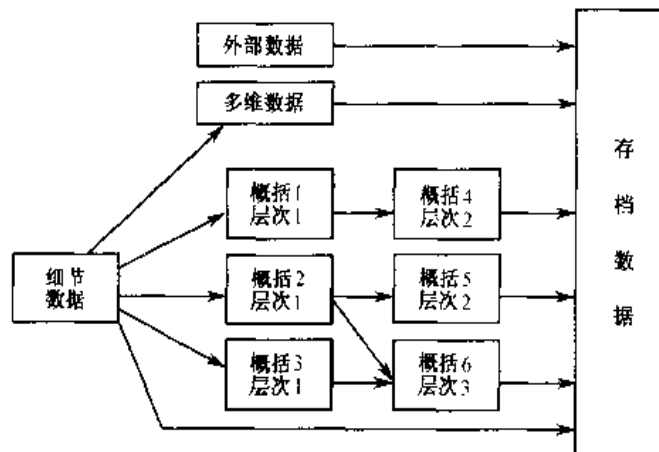 外部数据
多维数据
概括1
层次1
概括4
层次2
细节
数据
概括2
层次1
概括5
层次2
概括3
层次1
概括6
层次3
存
档
数
据